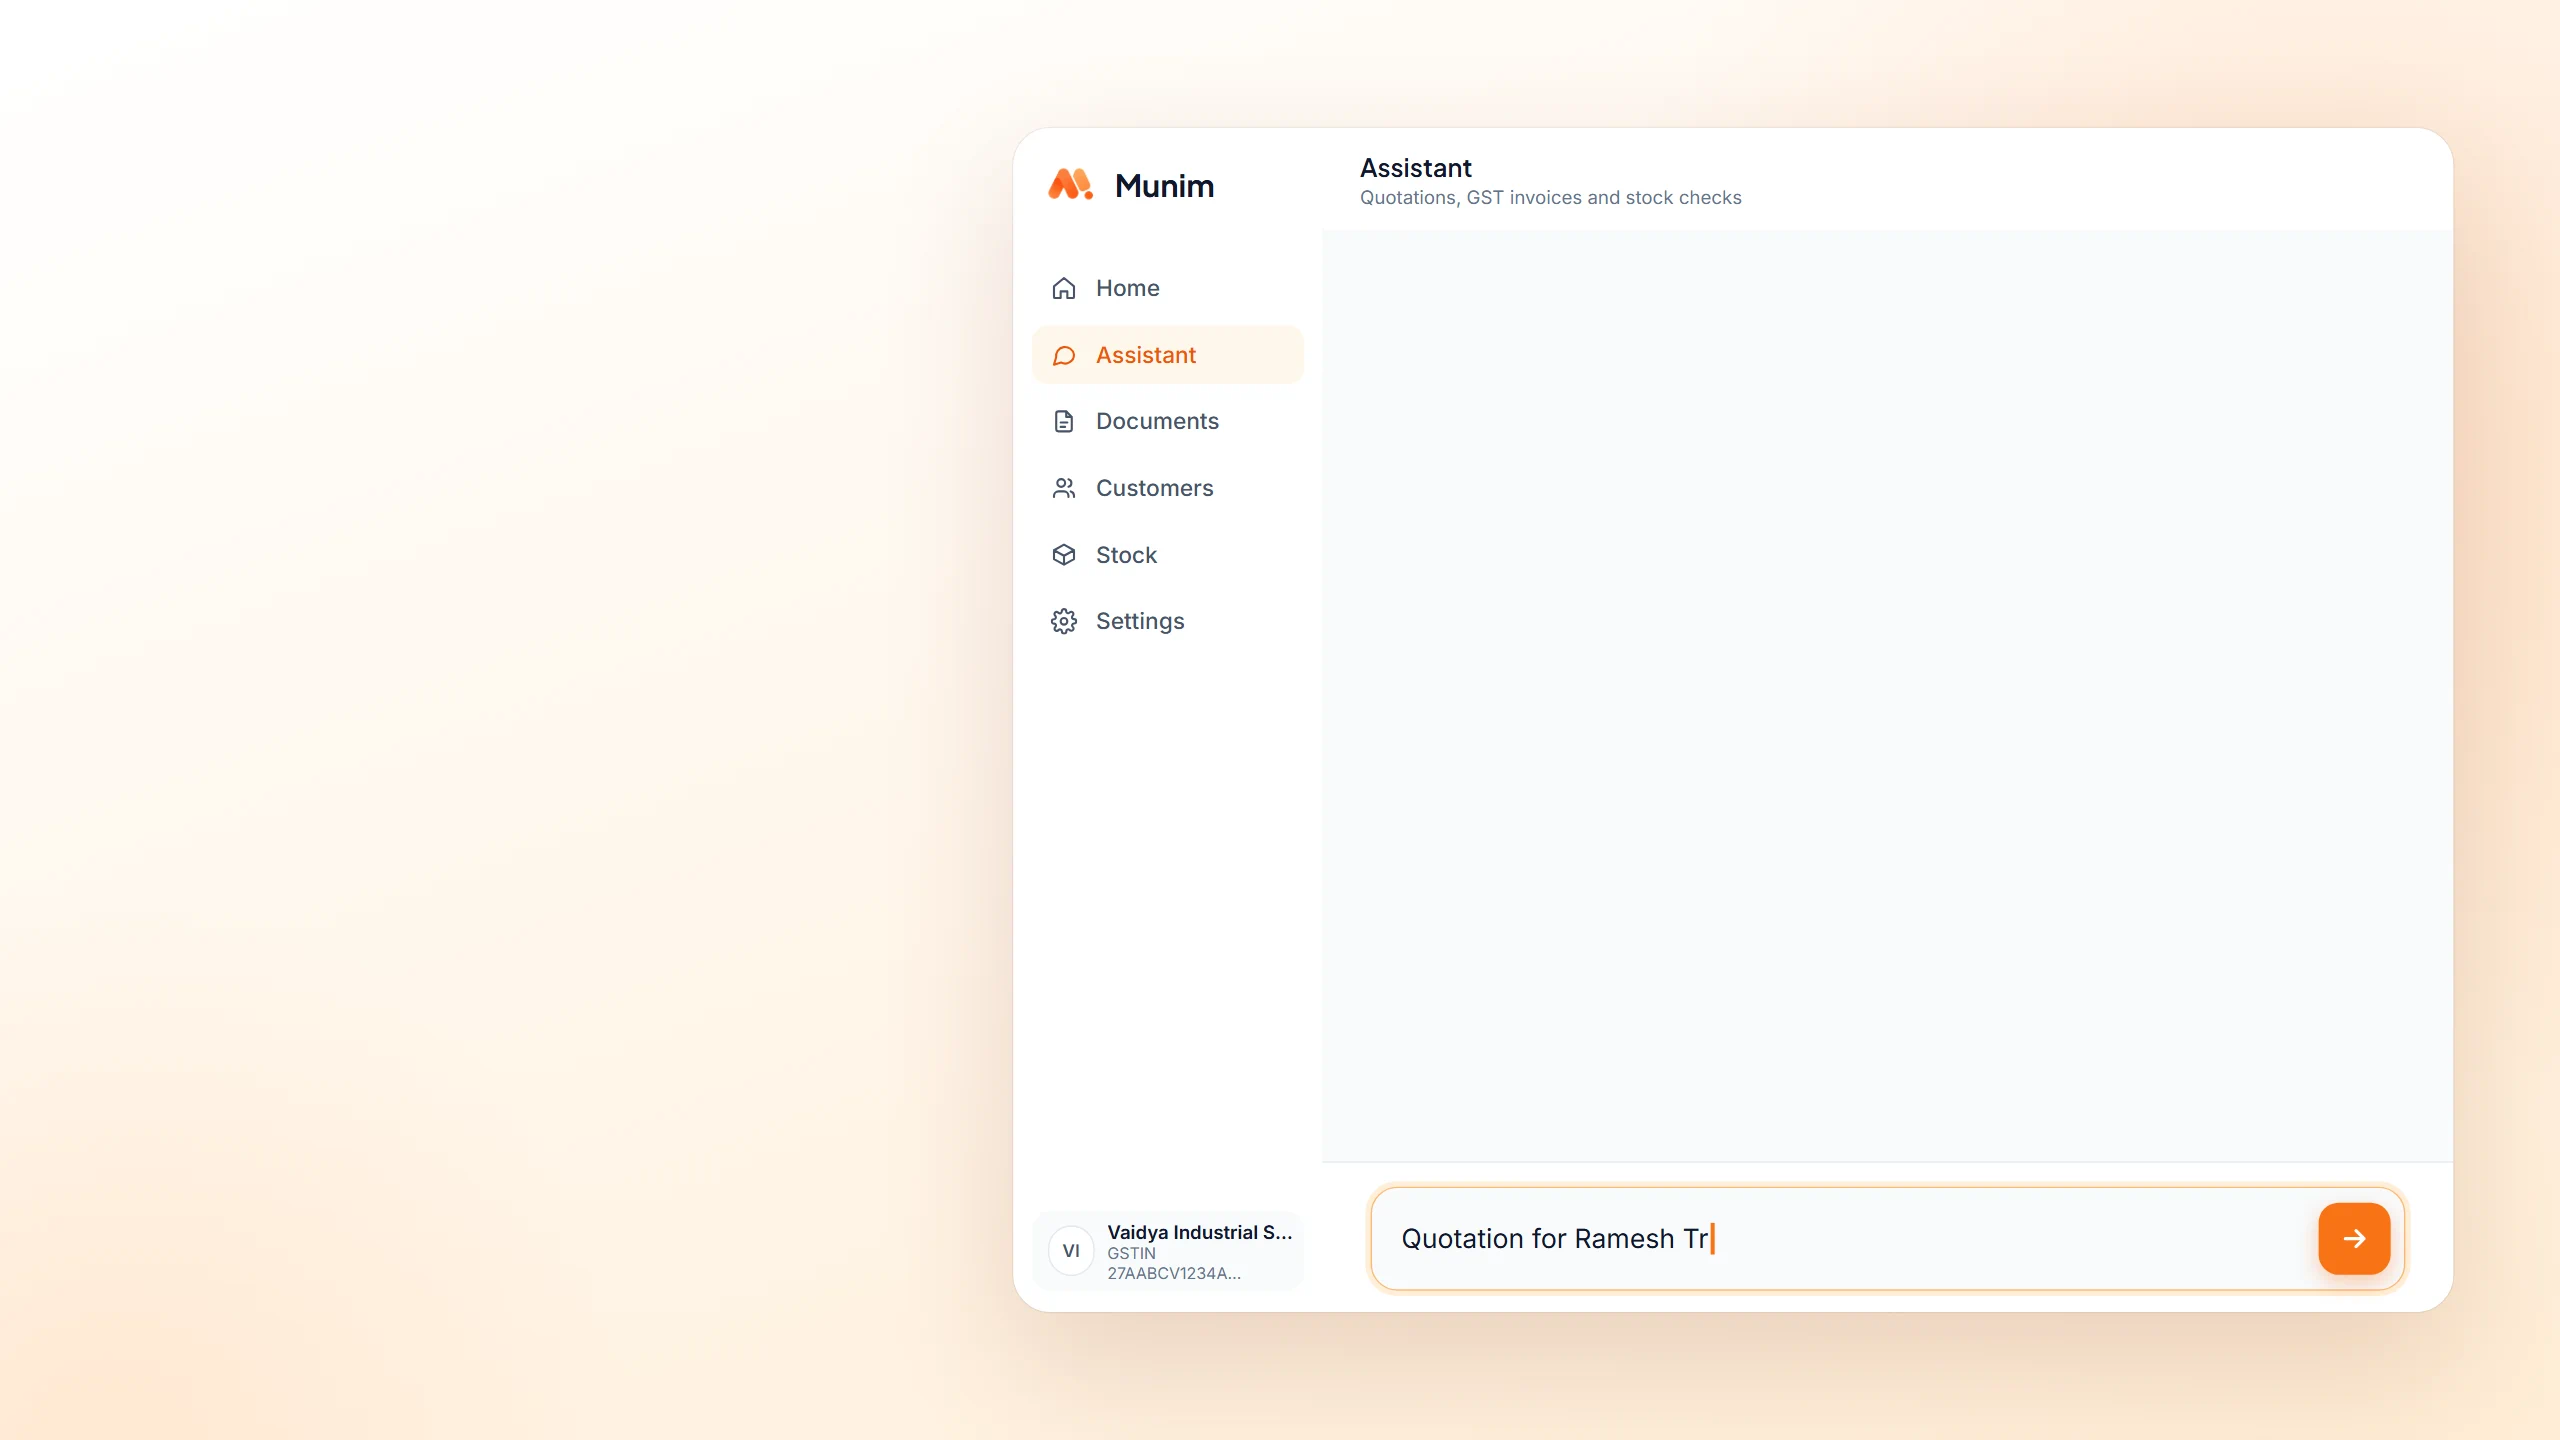 Munim
Home
Assistant
Documents
Customers
Stock
Settings
VI
Vaidya Industrial S...
GSTIN
27AABCV1234A...
Assistant
Quotations, GST invoices and stock checks
Quotation for Ramesh Tr